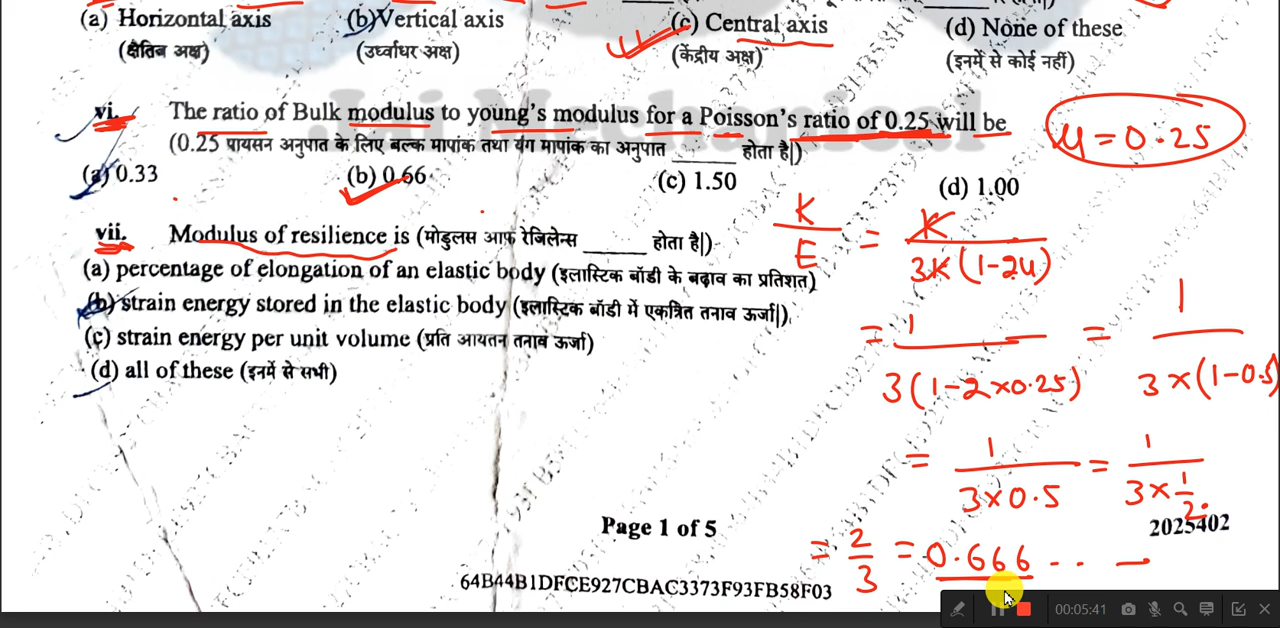 (a) Horizontal axis (b) Vertical axis (c) Central axis (d) None of these
(क्षैतिज अक्ष) (उर्ध्वाधर अक्ष) (केंद्रीय अक्ष) (इनमें से कोई नहीं)
Jai Mechanical
vi. The ratio of Bulk modulus to young's modulus for a Poisson's ratio of 0.25 will be
(0.25 पायसन अनुपात के लिए बल्क मापांक तथा यंग मापांक का अनुपात ______ होता है|)
(a) 0.33 (b) 0.66 (c) 1.50 (d) 1.00
μ = 0.25
vii. Modulus of resilience is (मोडुलस आफ़ रेजिलेन्स ______ होता है|)
(a) percentage of elongation of an elastic body (इलास्टिक बॉडी के बढ़ाव का प्रतिशत)
(b) strain energy stored in the elastic body (इलास्टिक बॉडी में एकत्रित तनाव ऊर्जा|)
(c) strain energy per unit volume (प्रति आयतन तनाव ऊर्जा)
(d) all of these (इनमें से सभी)
K/E = K/3K(1-2μ)
= 1/3(1-2×0.25) = 1/3×(1-0.5)
= 1/3×0.5 = 1/3×1/2
= 2/3 = 0.666 . . .
Page 1 of 5
2025402
64B44B1DFCE927CBAC3373F93FB58F03
00:05:41